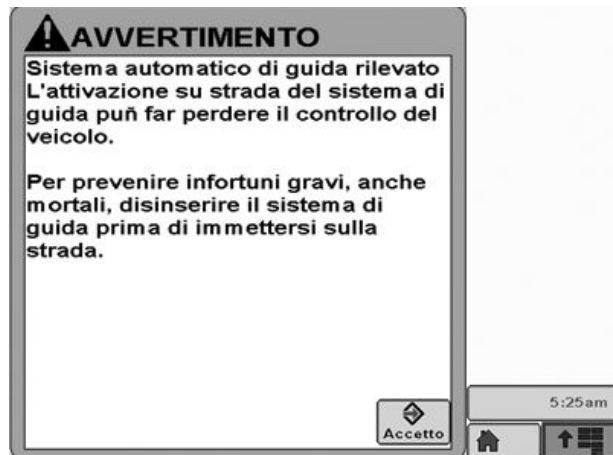 AVVERTIMENTO
Sistema automatico di guida rilevato
L'attivazione su strada del sistema di
guida puň far perdere il controllo del
veicolo.
Per prevenire infortuni gravi, anche
mortali, disinserire il sistema di
guida prima di immettersi sulla
strada.
Accetto
5:25am